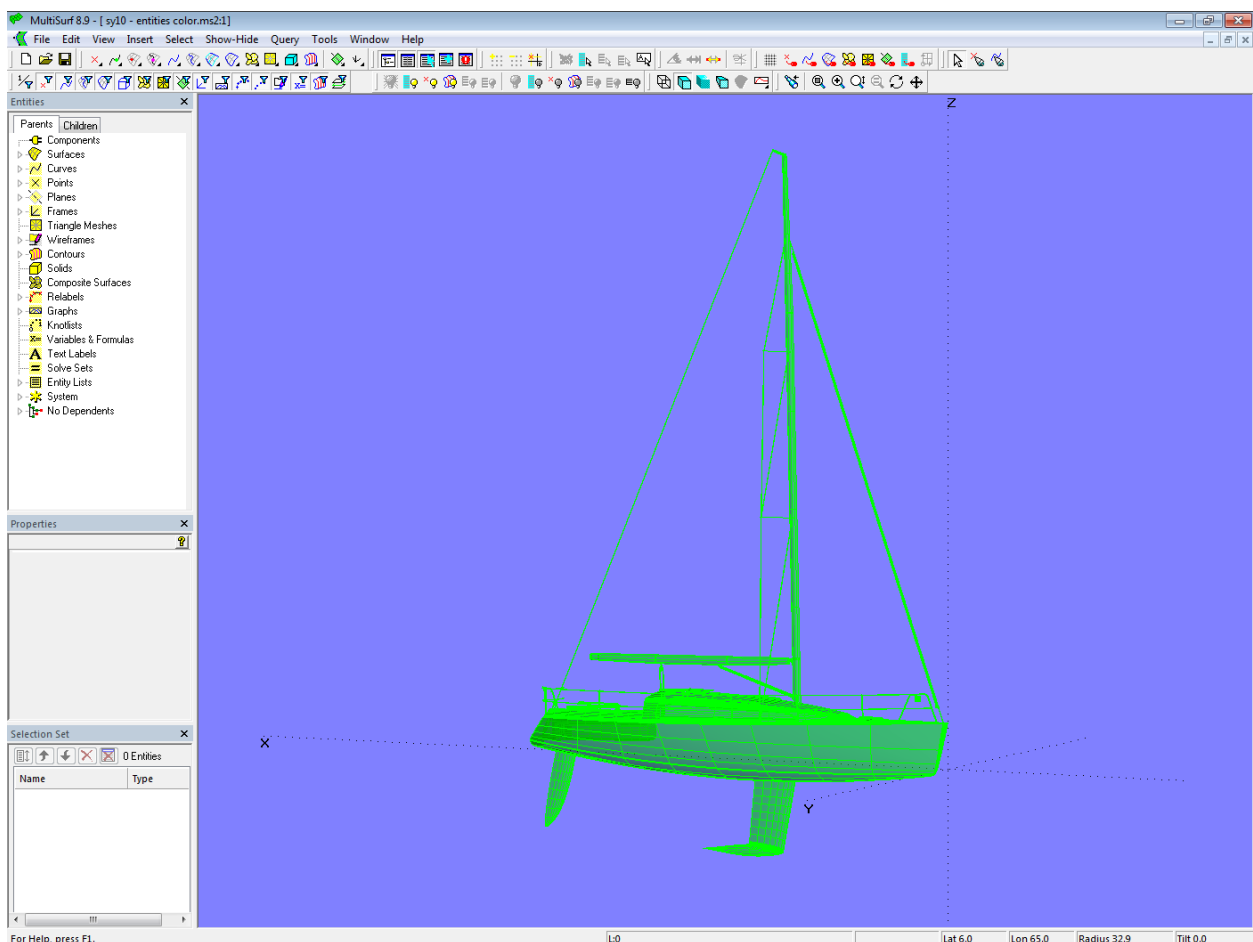 MultiSurf 8.9 - [ sy10 - entities color.ms2:1]
File Edit View Insert Select Show-Hide Query Tools Window Help
Entities
Parents Children
Components
Surfaces
Curves
Points
Planes
Frames
Triangle Meshes
Wireframes
Contours
Solids
Composite Surfaces
Relabels
Graphs
Knotlists
Variables & Formulas
Text Labels
Solve Sets
Entity Lists
System
No Dependents
Properties
Selection Set
0 Entities
Name Type
Z
X
Y
For Help, press F1. L:0 Lat 6.0 Lon 65.0 Radius 32.9 Tilt 0.0